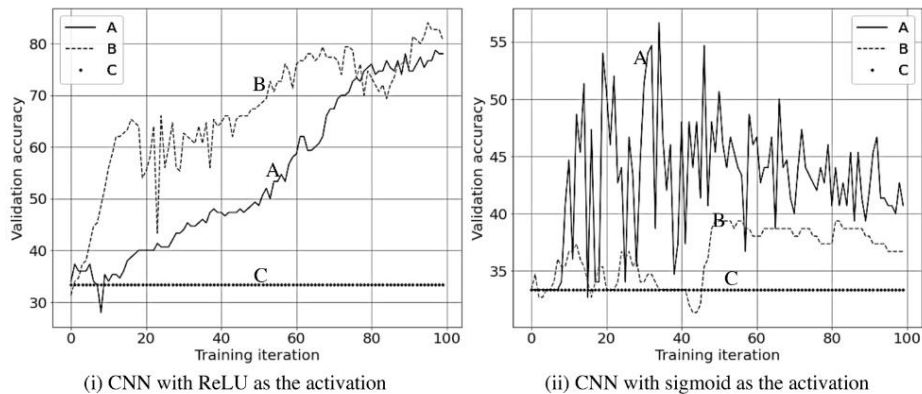 A
B
C
Validation accuracy
80
70
60
50
40
30
B
A
C
0 20 40 60 80 100
Training iteration
(i) CNN with ReLU as the activation
A
B
C
Validation accuracy
55
50
45
40
35
A
B
C
0 20 40 60 80 100
Training iteration
(ii) CNN with sigmoid as the activation